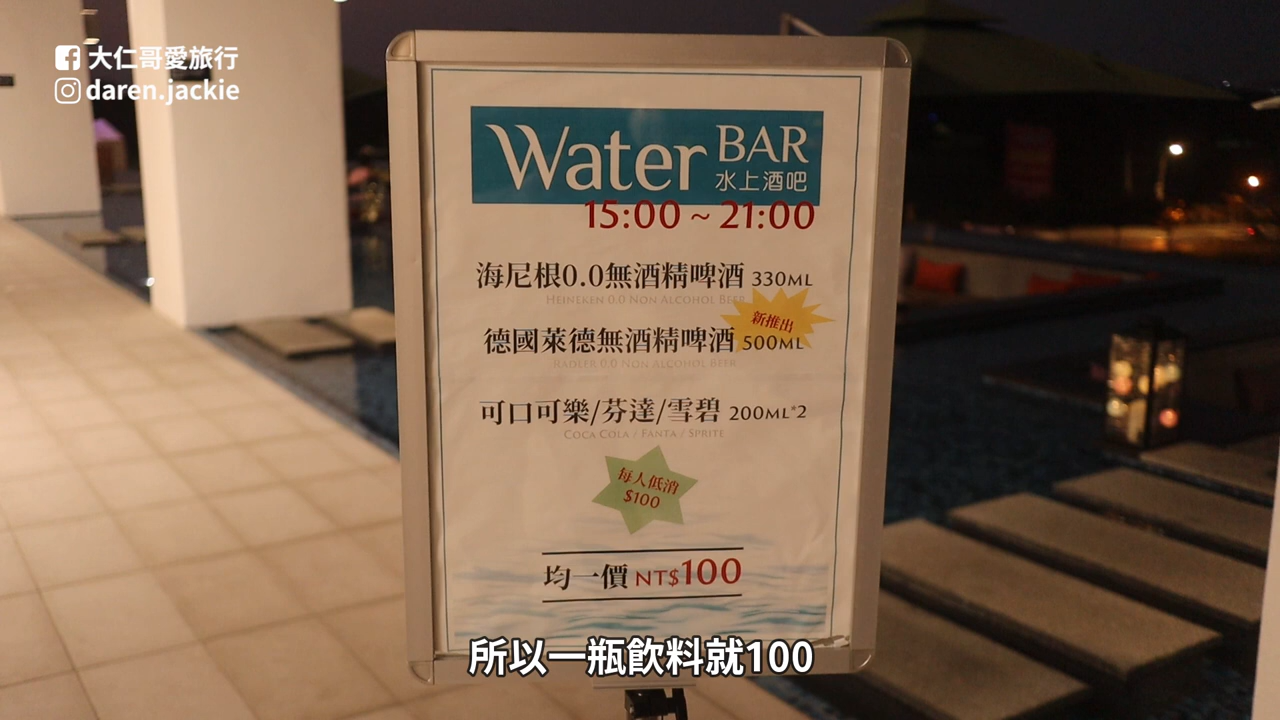 大仁哥愛旅行
daren.jackie
Water BAR
水上酒吧
15:00 ~ 21:00
海尼根0.0無酒精啤酒 330ML
HEINEKEN 0.0 NON ALCOHOL BEER
新推出
德國萊德無酒精啤酒 500ML
RADLER 0.0 NON ALCOHOL BEER
可口可樂/芬達/雪碧 200ML*2
COCA COLA / FANTA / SPRITE
每人低消
$100
均一價 NT$100
所以一瓶飲料就100